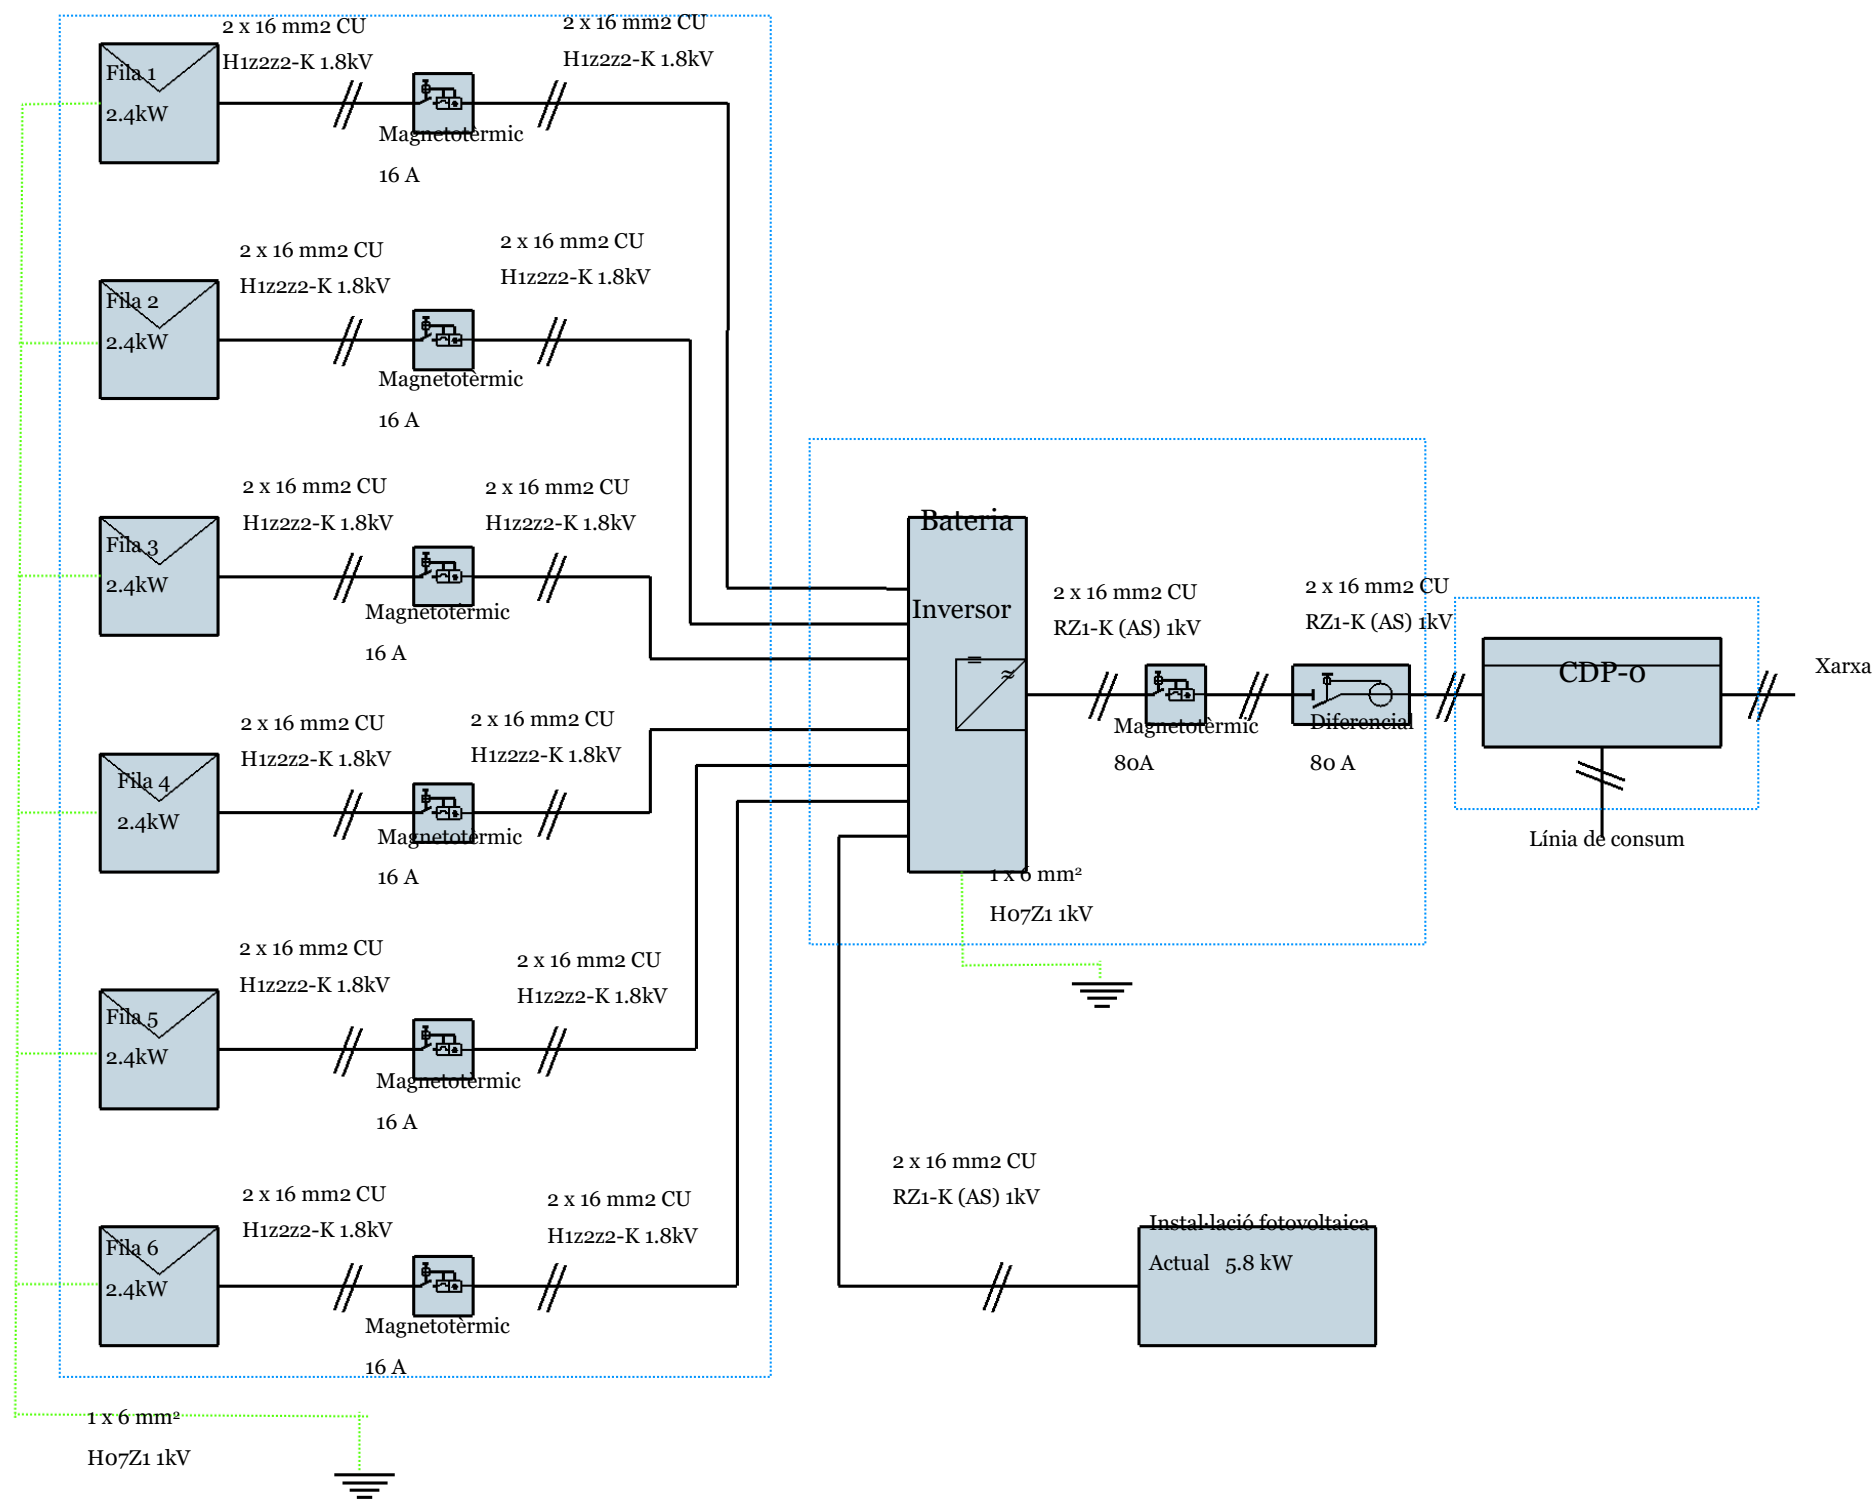 2 x 16 mm2 CU
H1z2z2-K 1.8kV
2 x 16 mm2 CU
H1z2z2-K 1.8kV
Fila 1
2.4kW
Magnetotèrmic
16 A
2 x 16 mm2 CU
H1z2z2-K 1.8kV
2 x 16 mm2 CU
H1z2z2-K 1.8kV
Fila 2
2.4kW
Magnetotèrmic
16 A
2 x 16 mm2 CU
H1z2z2-K 1.8kV
2 x 16 mm2 CU
H1z2z2-K 1.8kV
Fila 3
2.4kW
Magnetotèrmic
16 A
2 x 16 mm2 CU
H1z2z2-K 1.8kV
2 x 16 mm2 CU
H1z2z2-K 1.8kV
Fila 4
2.4kW
Magnetotèrmic
16 A
2 x 16 mm2 CU
H1z2z2-K 1.8kV
2 x 16 mm2 CU
H1z2z2-K 1.8kV
Fila 5
2.4kW
Magnetotèrmic
16 A
2 x 16 mm2 CU
H1z2z2-K 1.8kV
2 x 16 mm2 CU
H1z2z2-K 1.8kV
Fila 6
2.4kW
Magnetotèrmic
16 A
1 x 6 mm²
H07Z1 1kV
Bateria
Inversor
2 x 16 mm2 CU
RZ1-K (AS) 1kV
2 x 16 mm2 CU
RZ1-K (AS) 1kV
Magnetotèrmic
80A
Diferencial
80 A
CDP-0
Xarxa
Línia de consum
1 x 6 mm²
H07Z1 1kV
2 x 16 mm2 CU
RZ1-K (AS) 1kV
Instal·lació fotovoltaica
Actual 5.8 kW